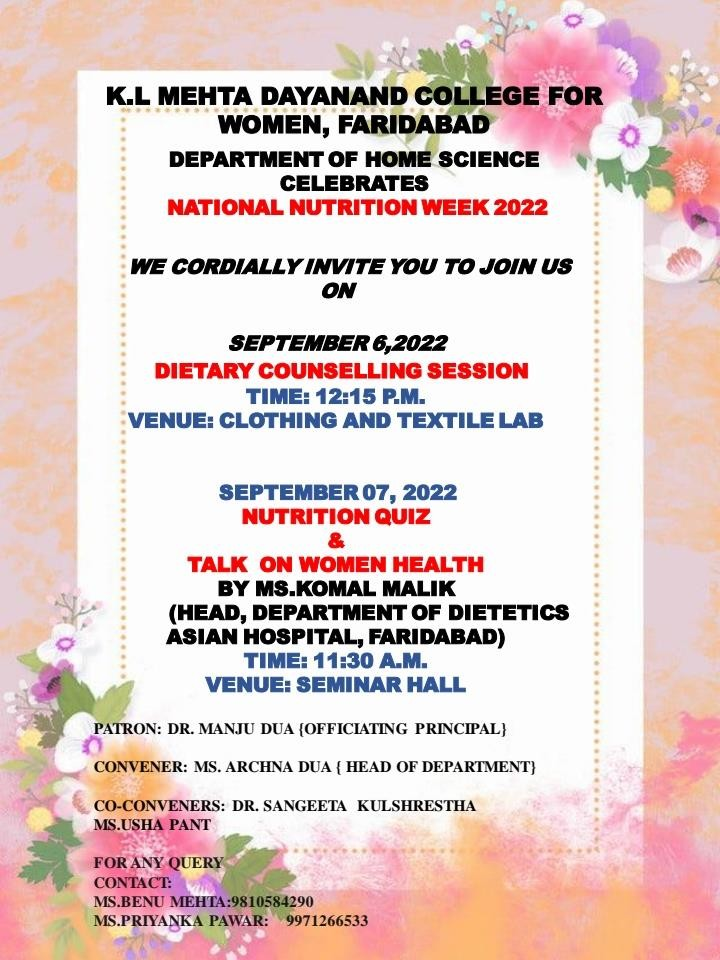 K.L MEHTA DAYANAND COLLEGE FOR
WOMEN, FARIDABAD
DEPARTMENT OF HOME SCIENCE
CELEBRATES
NATIONAL NUTRITION WEEK 2022
WE CORDIALLY INVITE YOU TO JOIN US
ON
SEPTEMBER 6,2022
DIETARY COUNSELLING SESSION
TIME: 12:15 P.M.
VENUE: CLOTHING AND TEXTILE LAB
SEPTEMBER 07, 2022
NUTRITION QUIZ
&
TALK ON WOMEN HEALTH
BY MS.KOMAL MALIK
(HEAD, DEPARTMENT OF DIETETICS
ASIAN HOSPITAL, FARIDABAD)
TIME: 11:30 A.M.
VENUE: SEMINAR HALL
PATRON: DR. MANJU DUA {OFFICIATING PRINCIPAL}
CONVENER: MS. ARCHNA DUA { HEAD OF DEPARTMENT}
CO-CONVENERS: DR. SANGEETA KULSHRESTHA
MS.USHA PANT
FOR ANY QUERY
CONTACT:
MS.BENU MEHTA:9810584290
MS.PRIYANKA PAWAR: 9971266533